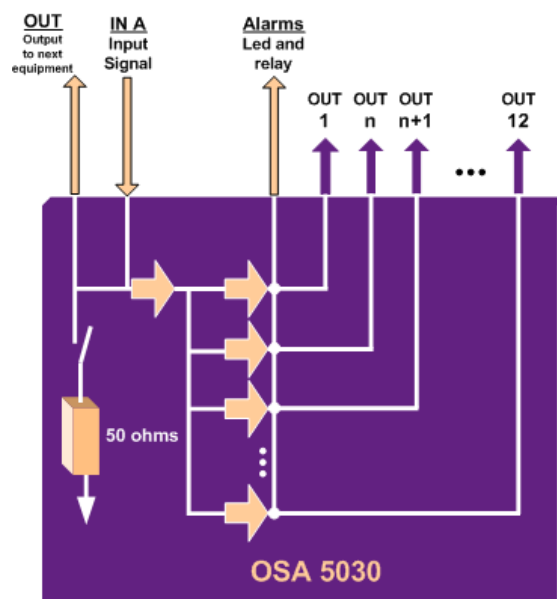 OUT
Output
to next
equipment
IN A
Input
Signal
Alarms
Led and
relay
OUT
1
OUT
n
OUT
n+1
...
OUT
12
50 ohms
OSA 5030